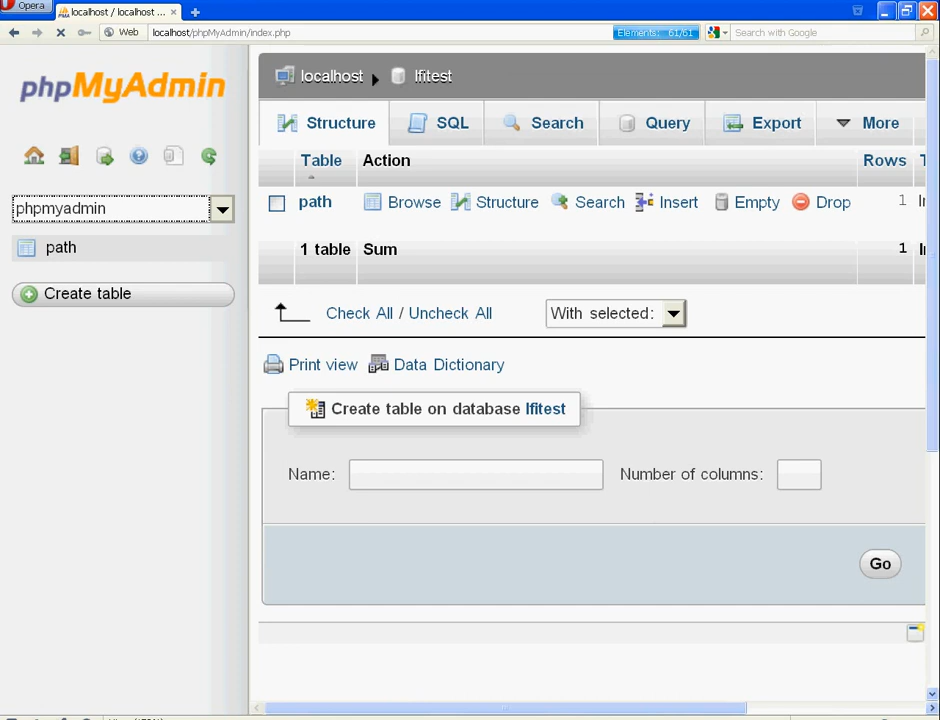 Opera
localhost / localhost ...
Web
localhost/phpMyAdmin/index.php
Elements: 61/61
Search with Google
phpMyAdmin
phpmyadmin
path
Create table
localhost
lfitest
Structure
SQL
Search
Query
Export
More
Table
Action
Rows
path
Browse
Structure
Search
Insert
Empty
Drop
1
1 table
Sum
1
Check All / Uncheck All
With selected:
Print view
Data Dictionary
Create table on database lfitest
Name:
Number of columns:
Go